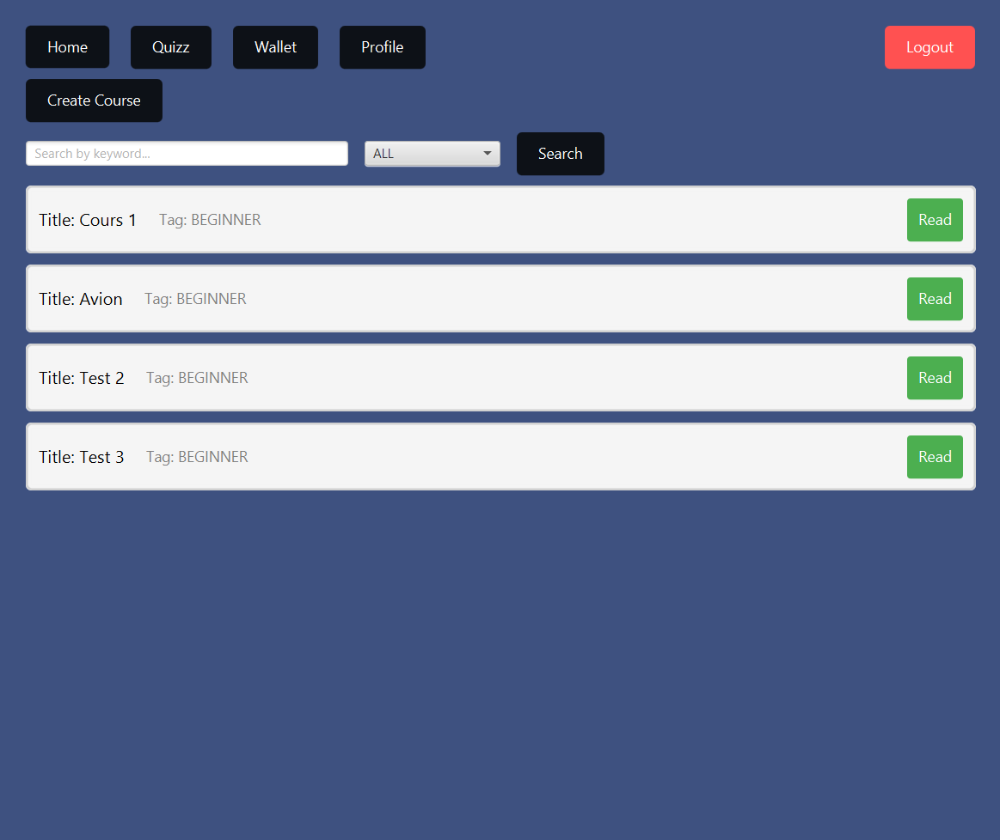 Home Quizz Wallet Profile Logout
Create Course
Search by keyword... ALL Search
Title: Cours 1 Tag: BEGINNER Read
Title: Avion Tag: BEGINNER Read
Title: Test 2 Tag: BEGINNER Read
Title: Test 3 Tag: BEGINNER Read